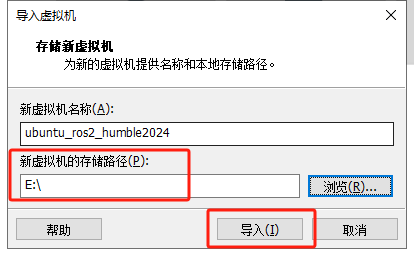 导入虚拟机
存储新虚拟机
为新的虚拟机提供名称和本地存储路径。
新虚拟机名称(A):
ubuntu_ros2_humble2024
新虚拟机的存储路径(P):
E:\
浏览(R)...
帮助
导入(I)
取消